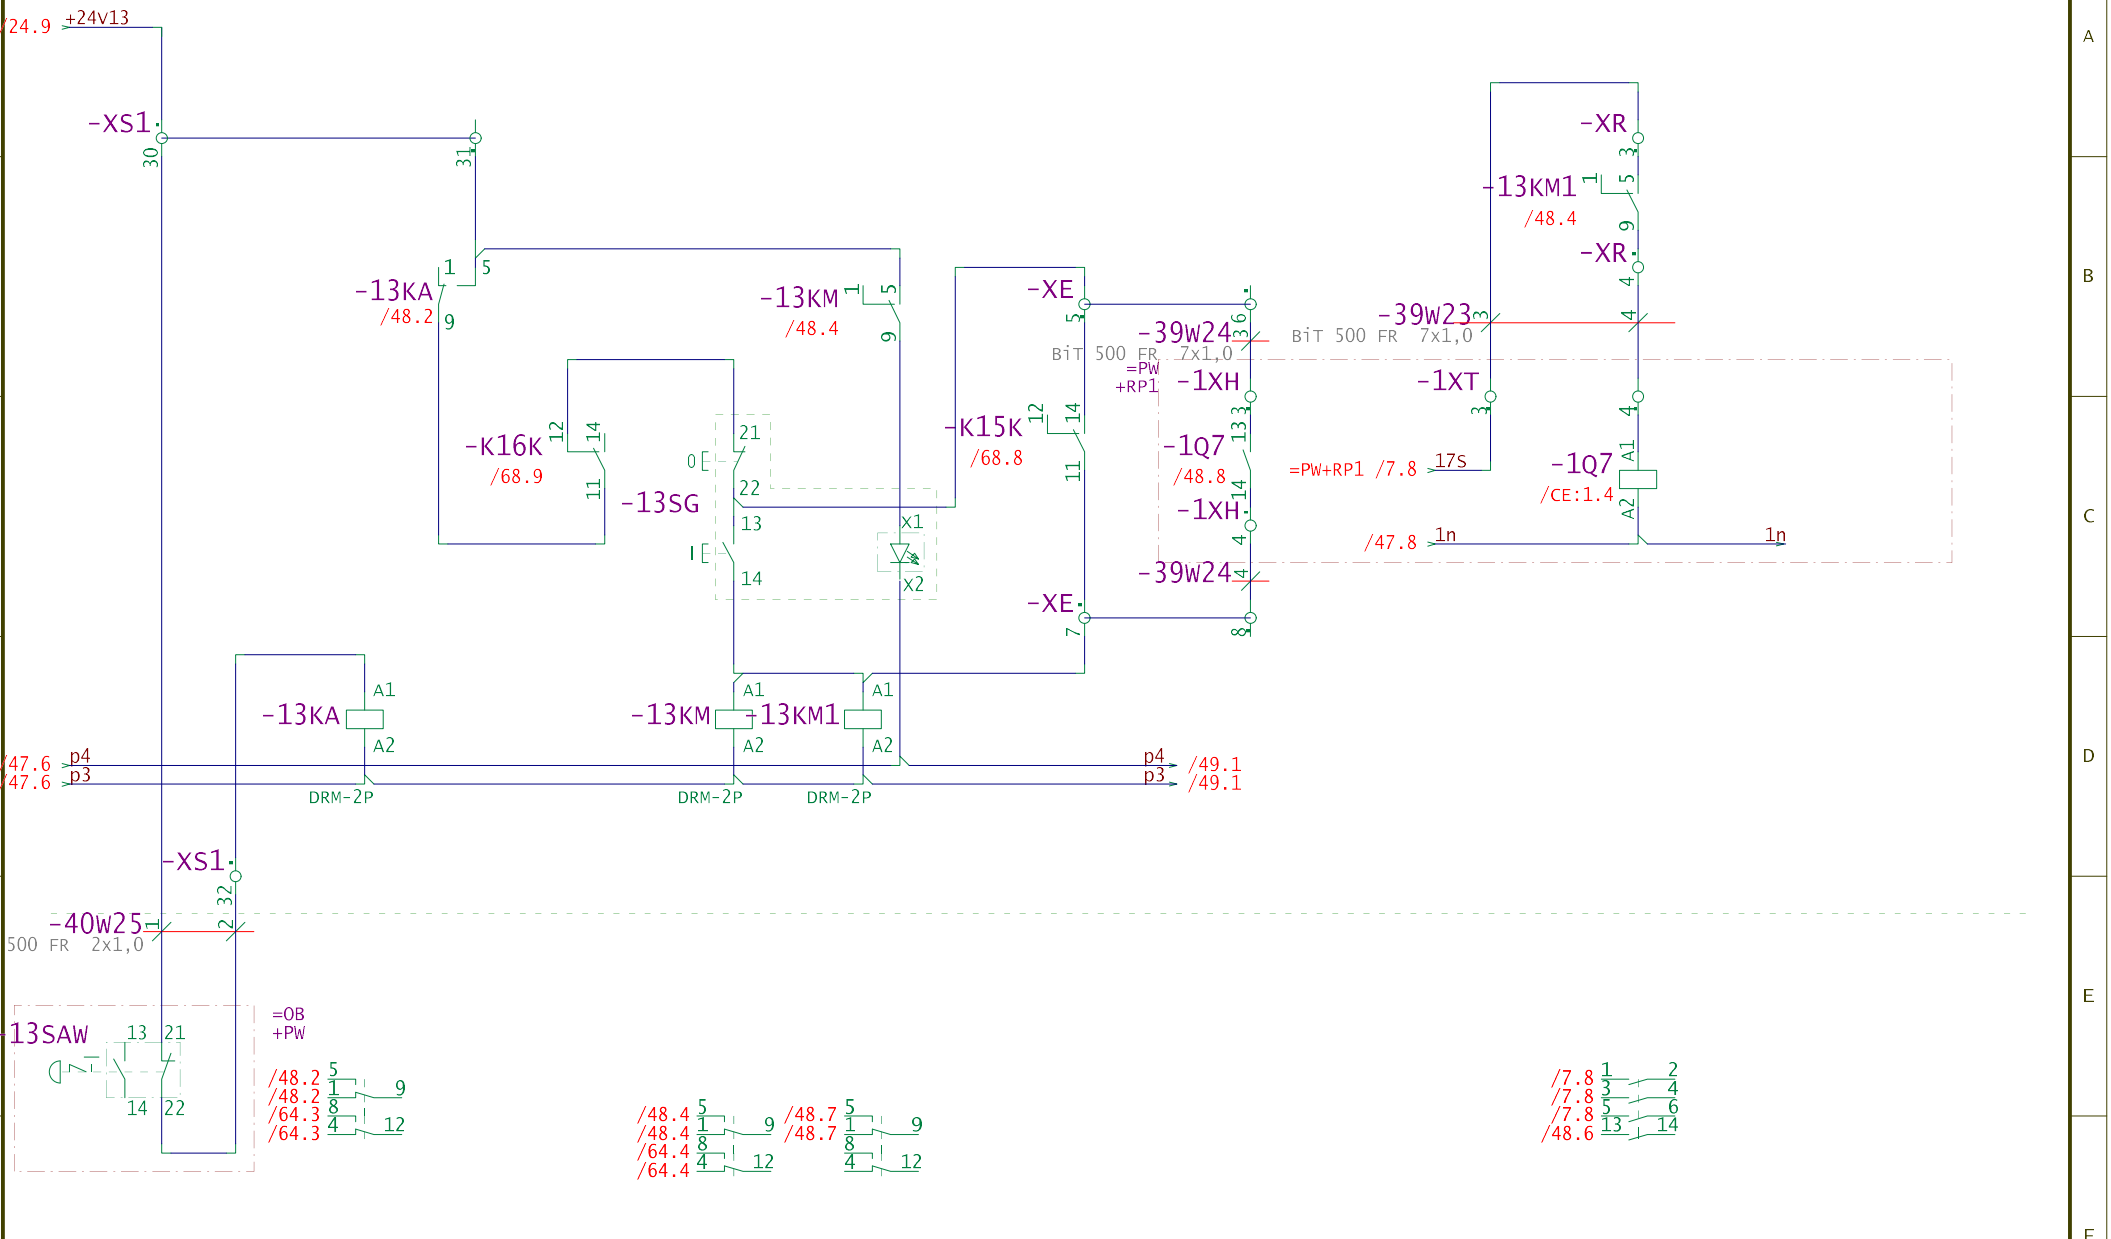 +24V13
/24.9
A
-XS1
30
31
-XR
3
-13KM1
1
5
/48.4
9
-XR
4
B
1
5
-13KA
/48.2
9
-13KM
1
5
/48.4
9
-XE
5
6
-39W24
3
BiT 500 FR 7x1,0
=PW
+RP1
-39W23
3
4
BiT 500 FR 7x1,0
-1XH
3
-1XT
3
4
-K16K
12
14
/68.9
11
21
0
22
-13SG
13
I
14
X1
X2
-K15K
12
14
/68.8
11
-1Q7
13
/48.8
14
-1XH
4
=PW+RP1 /7.8
17S
-1Q7
A1
/CE:1.4
A2
C
/47.8
1n
1n
-39W24
4
-XE
7
8
-13KA
A1
A2
-13KM
A1
A2
-13KM1
A1
A2
D
/47.6
p4
p4
/49.1
/47.6
p3
p3
/49.1
DRM-2P
DRM-2P
DRM-2P
-XS1
32
-40W25
1
2
500 FR 2x1,0
E
=OB
+PW
-13SAW
13
21
14
22
/48.2
5
/48.2
1
9
/64.3
8
/64.3
4
12
/48.4
5
/48.4
1
9
/64.4
8
/64.4
4
12
/48.7
5
/48.7
1
9
8
4
12
/7.8
1
2
/7.8
3
4
/7.8
5
6
/48.6
13
14